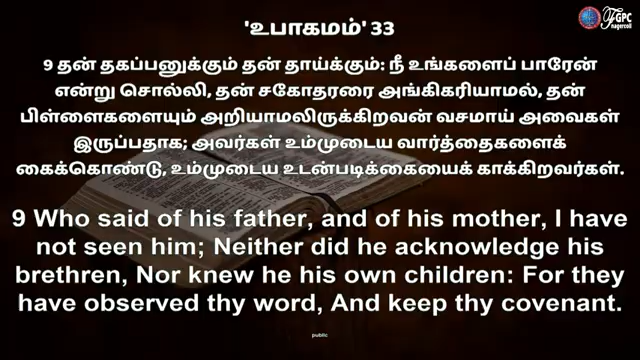 'உபாகமம்' 33
FGPC
nagercoil
9 தன் தகப்பனுக்கும் தன் தாய்க்கும்: நீ உங்களைப் பாரேன்
என்று சொல்லி, தன் சகோதரரை அங்கிகரியாமல், தன்
பிள்ளைகளையும் அறியாமலிருக்கிறவன் வசமாய் அவைகள்
இருப்பதாக; அவர்கள் உம்முடைய வார்த்தைகளைக்
கைக்கொண்டு, உம்முடைய உடன்படிக்கையைக் காக்கிறவர்கள்.
9 Who said of his father, and of his mother, I have
not seen him; Neither did he acknowledge his
brethren, Nor knew he his own children: For they
have observed thy word, And keep thy covenant.
public